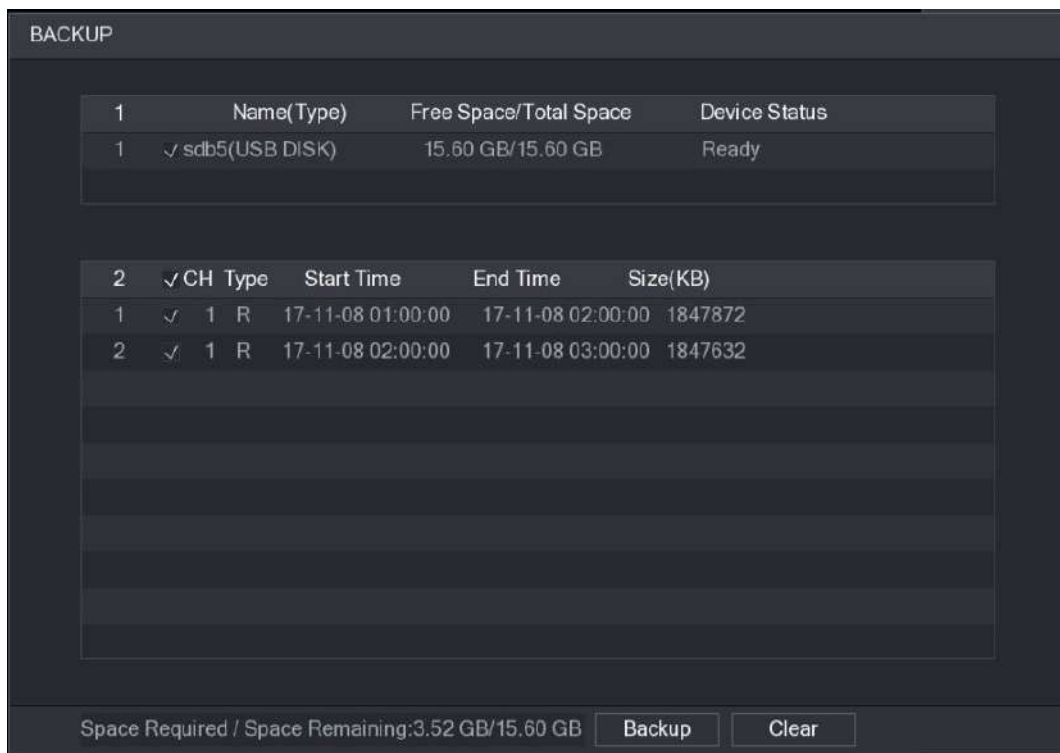 BACKUP
1 Name(Type) Free Space/Total Space Device Status
1 sdb5(USB DISK) 15.60 GB/15.60 GB Ready
2 CH Type Start Time End Time Size(KB)
1 1 R 17-11-08 01:00:00 17-11-08 02:00:00 1847872
2 1 R 17-11-08 02:00:00 17-11-08 03:00:00 1847632
Space Required / Space Remaining:3.52 GB/15.60 GB Backup Clear